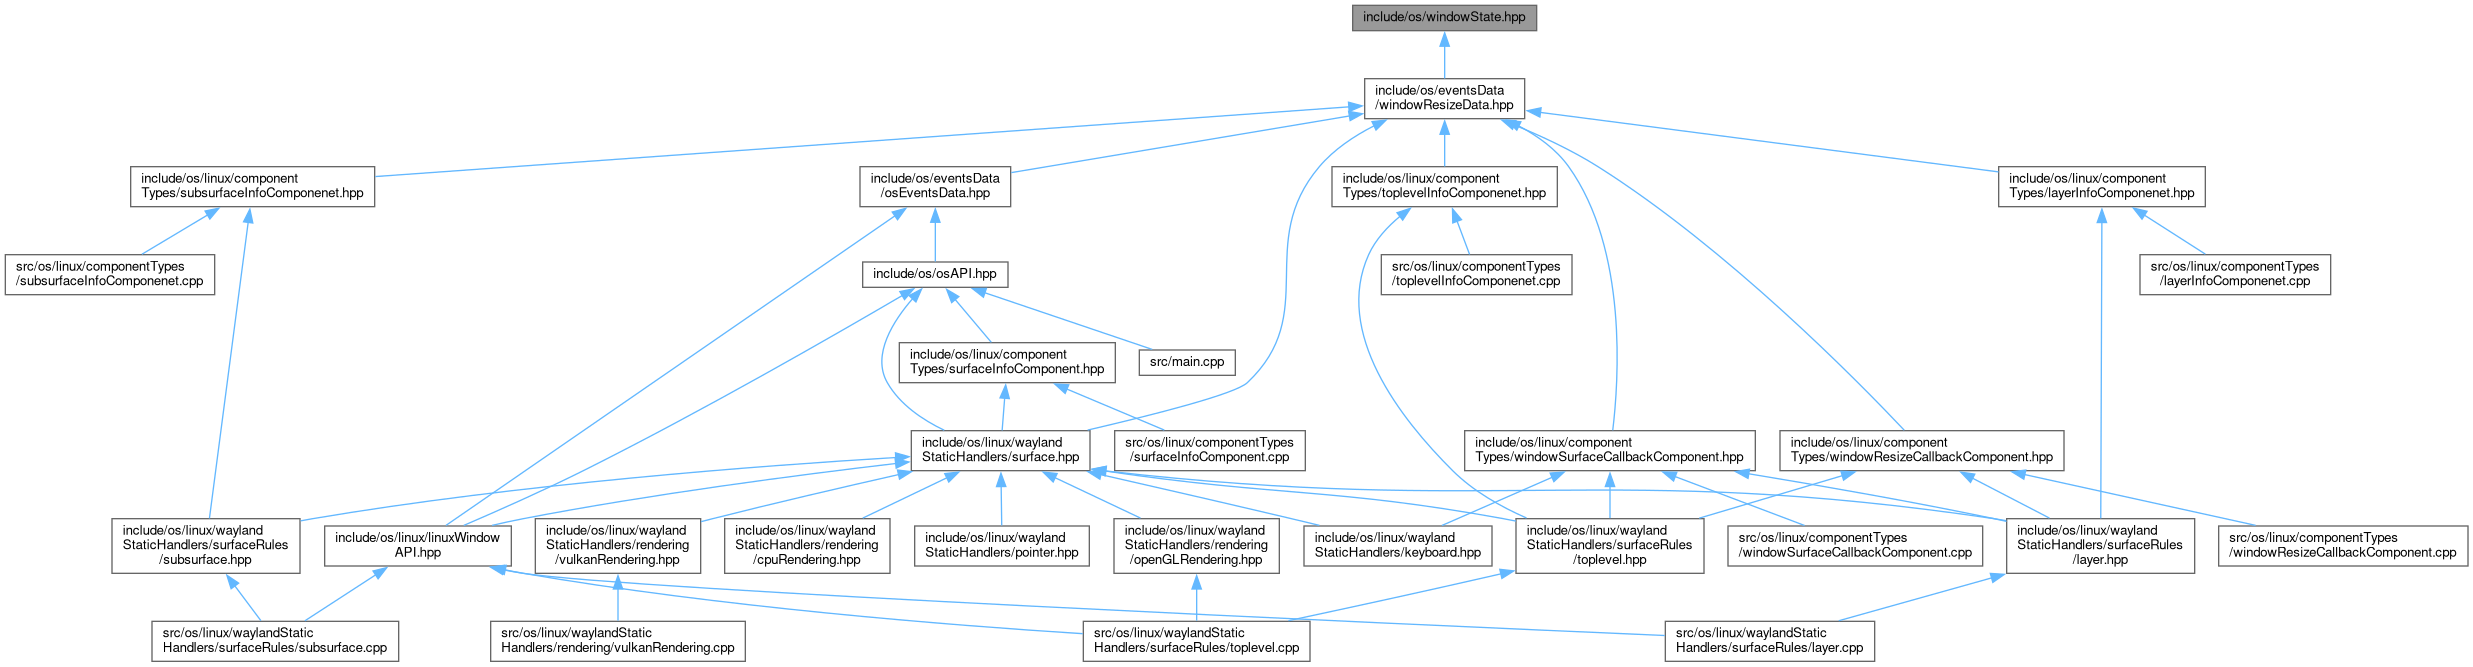 include/os/windowState.hpp
include/os/eventsData
/windowResizeData.hpp
include/os/linux/component
Types/subsurfaceInfoComponenet.hpp
include/os/eventsData
/osEventsData.hpp
include/os/linux/component
Types/toplevelInfoComponenet.hpp
include/os/linux/component
Types/layerInfoComponenet.hpp
src/os/linux/componentTypes
/subsurfaceInfoComponenet.cpp
include/os/osAPI.hpp
src/os/linux/componentTypes
/toplevelInfoComponenet.cpp
src/os/linux/componentTypes
/layerInfoComponenet.cpp
include/os/linux/component
Types/surfaceInfoComponent.hpp
src/main.cpp
include/os/linux/wayland
StaticHandlers/surface.hpp
src/os/linux/componentTypes
/surfaceInfoComponent.cpp
include/os/linux/component
Types/windowSurfaceCallbackComponent.hpp
include/os/linux/component
Types/windowResizeCallbackComponent.hpp
include/os/linux/wayland
StaticHandlers/surfaceRules
/subsurface.hpp
include/os/linux/linuxWindow
API.hpp
include/os/linux/wayland
StaticHandlers/rendering
/vulkanRendering.hpp
include/os/linux/wayland
StaticHandlers/rendering
/cpuRendering.hpp
include/os/linux/wayland
StaticHandlers/pointer.hpp
include/os/linux/wayland
StaticHandlers/rendering
/openGLRendering.hpp
include/os/linux/wayland
StaticHandlers/keyboard.hpp
include/os/linux/wayland
StaticHandlers/surfaceRules
/toplevel.hpp
src/os/linux/componentTypes
/windowSurfaceCallbackComponent.cpp
include/os/linux/wayland
StaticHandlers/surfaceRules
/layer.hpp
src/os/linux/componentTypes
/windowResizeCallbackComponent.cpp
src/os/linux/waylandStatic
Handlers/surfaceRules/subsurface.cpp
src/os/linux/waylandStatic
Handlers/rendering/vulkanRendering.cpp
src/os/linux/waylandStatic
Handlers/surfaceRules/toplevel.cpp
src/os/linux/waylandStatic
Handlers/surfaceRules/layer.cpp